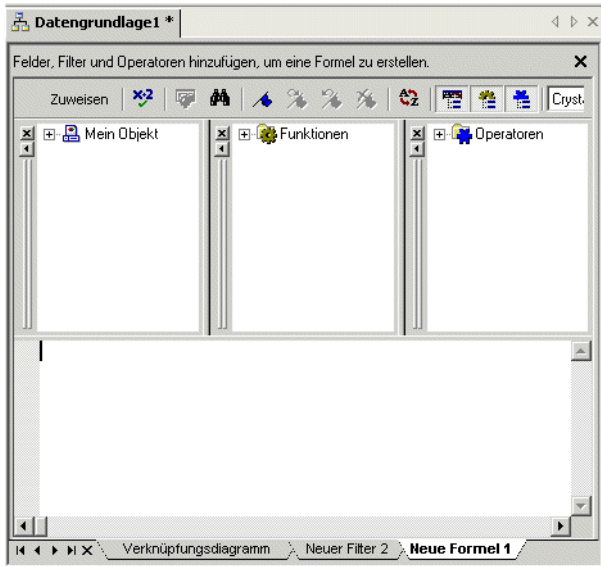 Datengrundlage1 *
Felder, Filter und Operatoren hinzufügen, um eine Formel zu erstellen.
Zuweisen x+2 A Z Cryst
Mein Objekt Funktionen Operatoren
Verknüpfungsdiagramm Neuer Filter 2 Neue Formel 1